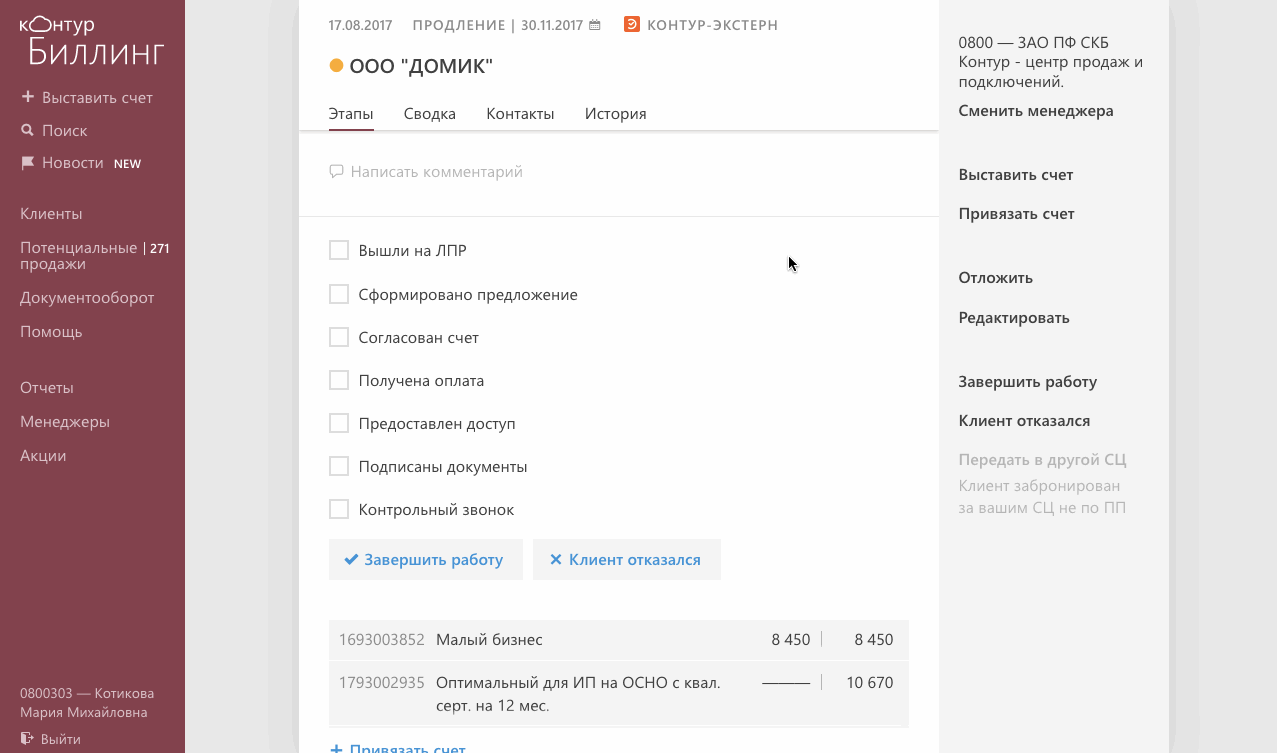 контур
Биллинг
Выставить счет
Поиск
Новости NEW
Клиенты
Потенциальные | 271
продажи
Документооборот
Помощь
Отчеты
Менеджеры
Акции
0800303 — Котикова
Мария Михайловна
Выйти
17.08.2017 ПРОДЛЕНИЕ | 30.11.2017 КОНТУР-ЭКСТЕРН
ООО "ДОМИК"
Этапы Сводка Контакты История
Написать комментарий
Вышли на ЛПР
Сформировано предложение
Согласован счет
Получена оплата
Предоставлен доступ
Подписаны документы
Контрольный звонок
Завершить работу Клиент отказался
1693003852 Малый бизнес 8 450 | 8 450
1793002935 Оптимальный для ИП на ОСНО с квал. ——— | 10 670
серт. на 12 мес.
+ Привязать счет
0800 — ЗАО ПФ СКБ
Контур - центр продаж и
подключений.
Сменить менеджера
Выставить счет
Привязать счет
Отложить
Редактировать
Завершить работу
Клиент отказался
Передать в другой СЦ
Клиент забронирован
за вашим СЦ не по ПП